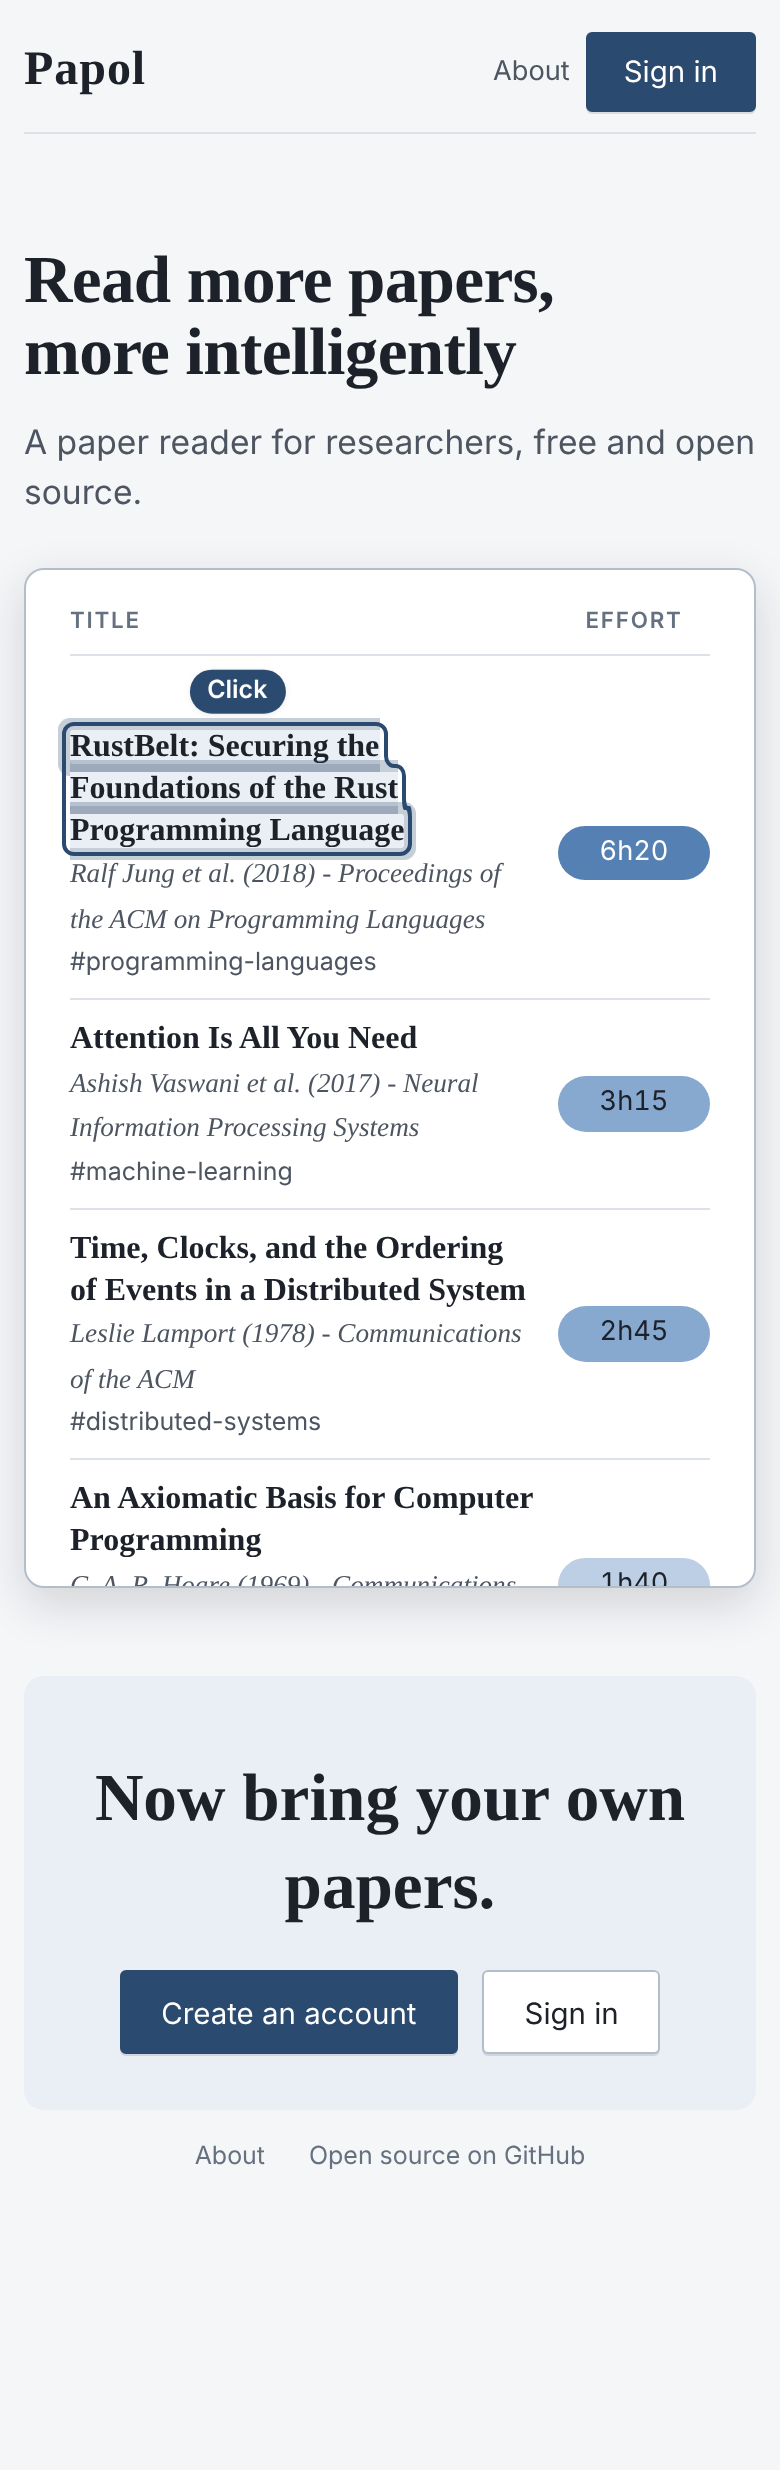 Papol
About
Sign in
Read more papers,
more intelligently
A paper reader for researchers, free and open
source.
TITLE
EFFORT
Click
RustBelt: Securing the
Foundations of the Rust
Programming Language
Ralf Jung et al. (2018) - Proceedings of
the ACM on Programming Languages
#programming-languages
6h20
Attention Is All You Need
Ashish Vaswani et al. (2017) - Neural
Information Processing Systems
#machine-learning
3h15
Time, Clocks, and the Ordering
of Events in a Distributed System
Leslie Lamport (1978) - Communications
of the ACM
#distributed-systems
2h45
An Axiomatic Basis for Computer
Programming
C. A. R. Hoare (1969) - Communications
1h40
Now bring your own
papers.
Create an account
Sign in
About
Open source on GitHub